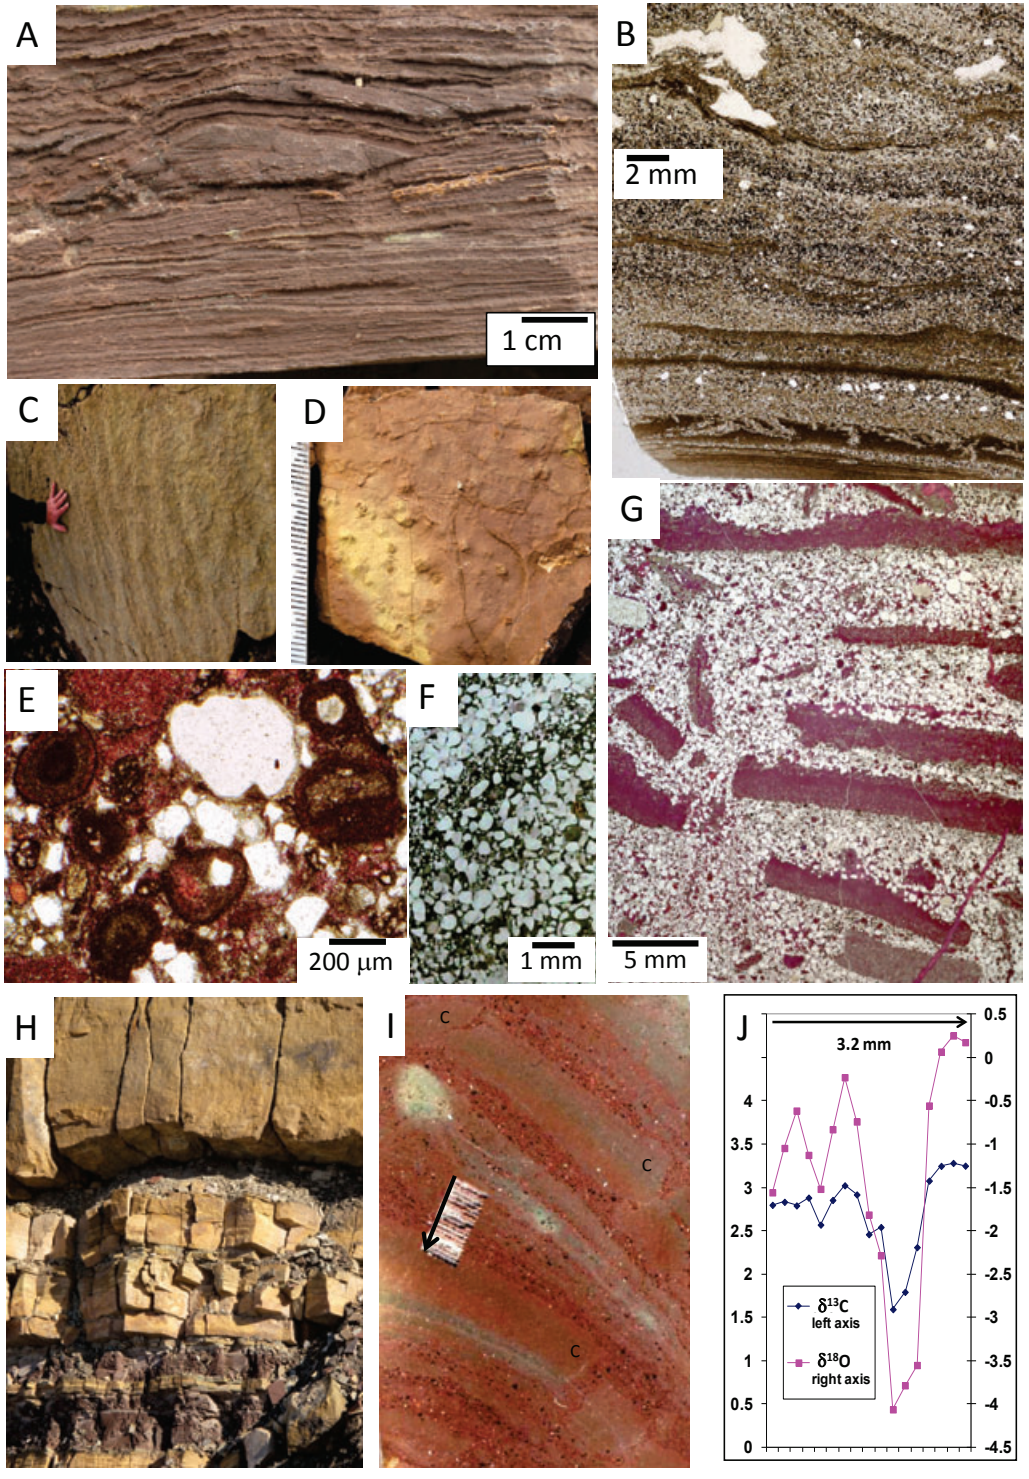 A
1 cm
B
2 mm
C
D
G
5 mm
E
200 µm
F
1 mm
H
I
C
C
C
J
3.2 mm
4
3.5
3
2.5
2
1.5
1
0.5
0
0.5
0
-0.5
-1
-1.5
-2
-2.5
-3
-3.5
-4
-4.5
δ13C
left axis
δ18O
right axis